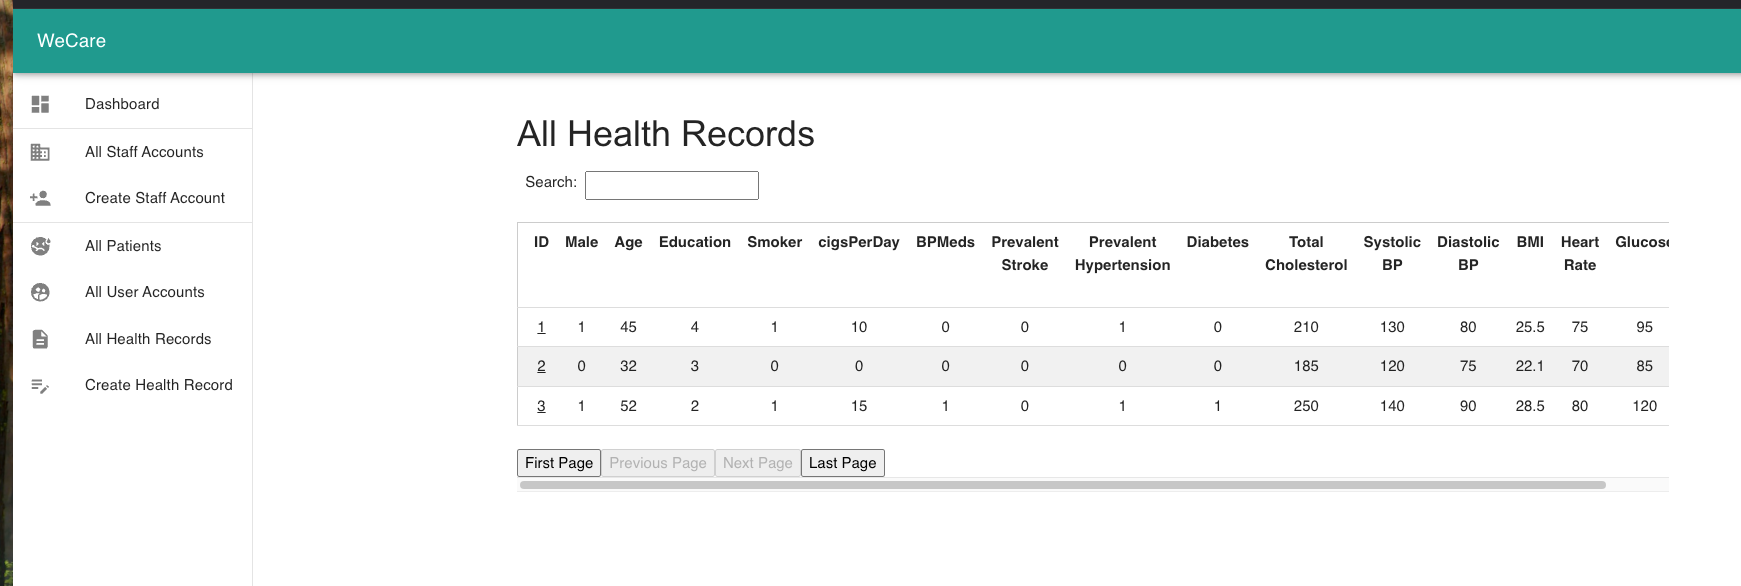 WeCare
Dashboard
All Staff Accounts
Create Staff Account
All Patients
All User Accounts
All Health Records
Create Health Record
All Health Records
Search:
ID Male Age Education Smoker cigsPerDay BPMeds Prevalent Stroke Prevalent Hypertension Diabetes Total Cholesterol Systolic BP Diastolic BP BMI Heart Rate Glucose
1 1 45 4 1 10 0 0 1 0 210 130 80 25.5 75 95
2 0 32 3 0 0 0 0 0 0 185 120 75 22.1 70 85
3 1 52 2 1 15 1 0 1 1 250 140 90 28.5 80 120
First Page Previous Page Next Page Last Page